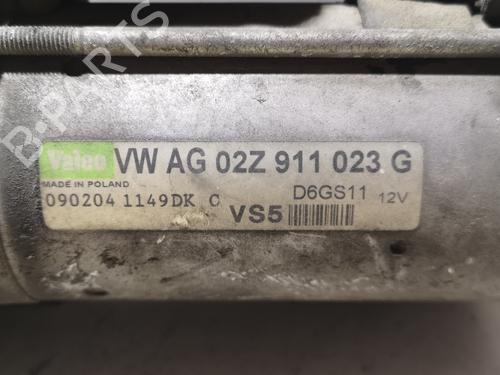 B-PARTS
Valeo VW AG 02Z 911 023 G
MADE IN POLAND
D6GS11 12V
090204 1149DK C
VS5